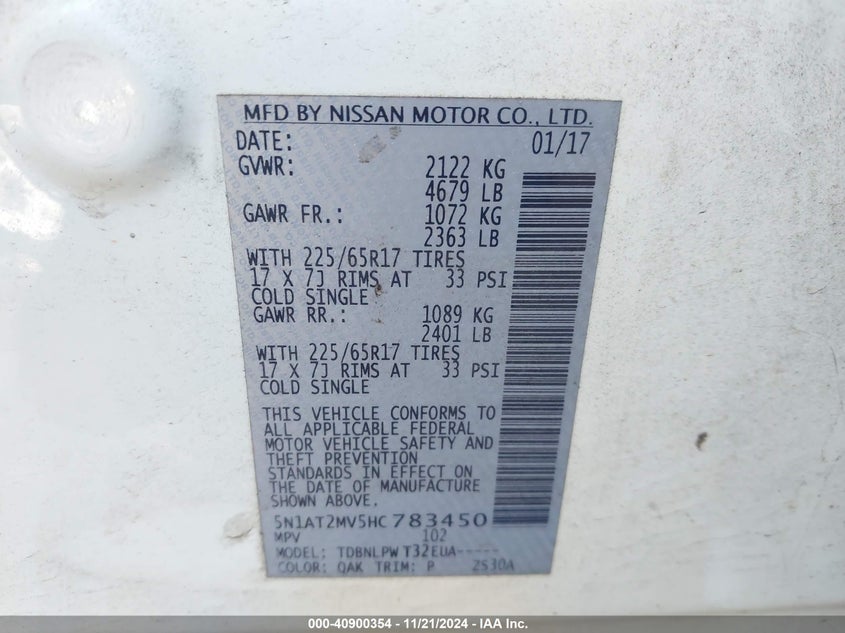 MFD BY NISSAN MOTOR CO., LTD.
DATE: 01/17
GVWR: 2122 KG
4679 LB
GAWR FR.: 1072 KG
2363 LB
WITH 225/65R17 TIRES
17 X 7J RIMS AT 33 PSI
COLD SINGLE
GAWR RR.: 1089 KG
2401 LB
WITH 225/65R17 TIRES
17 X 7J RIMS AT 33 PSI
COLD SINGLE
THIS VEHICLE CONFORMS TO
ALL APPLICABLE FEDERAL
MOTOR VEHICLE SAFETY AND
THEFT PREVENTION
STANDARDS IN EFFECT ON
THE DATE OF MANUFACTURE
SHOWN ABOVE.
5N1AT2MV5HC783450
MPV 102
MODEL: TDBNLPW T32EUA-----
COLOR: QAK TRIM: P 2S30A
000-40900354 - 11/21/2024 - IAA Inc.